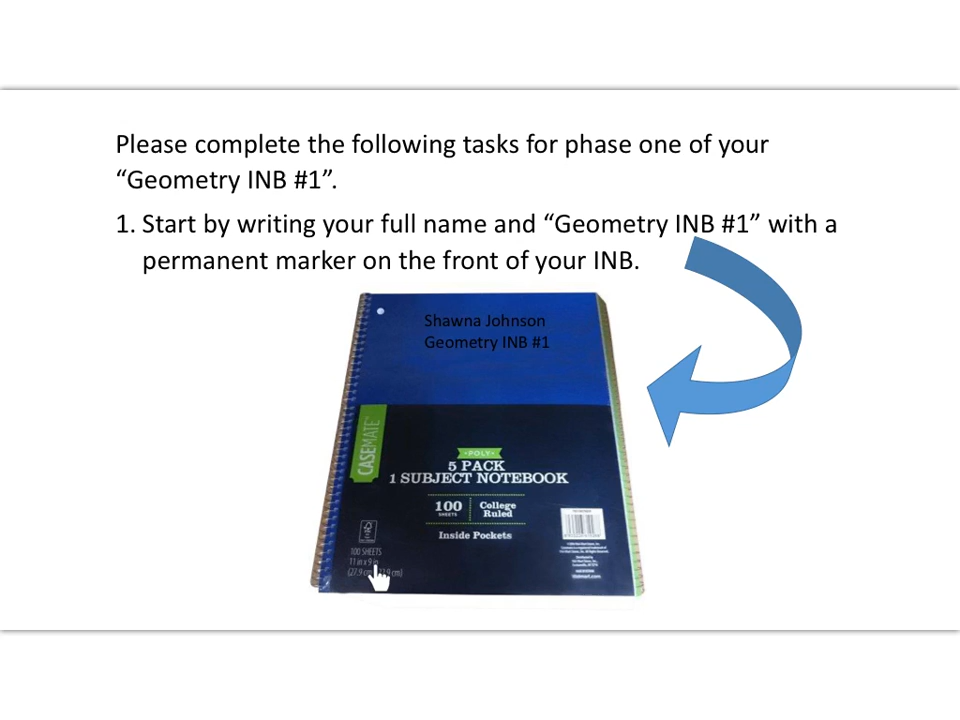 Please complete the following tasks for phase one of your
“Geometry INB #1”.
1. Start by writing your full name and “Geometry INB #1” with a
permanent marker on the front of your INB.
Shawna Johnson
Geometry INB #1
CASEMATE
POLY
5 PACK
1 SUBJECT NOTEBOOK
100
SHEETS
College
Ruled
Inside Pockets
100 SHEETS
11 in x 9 in